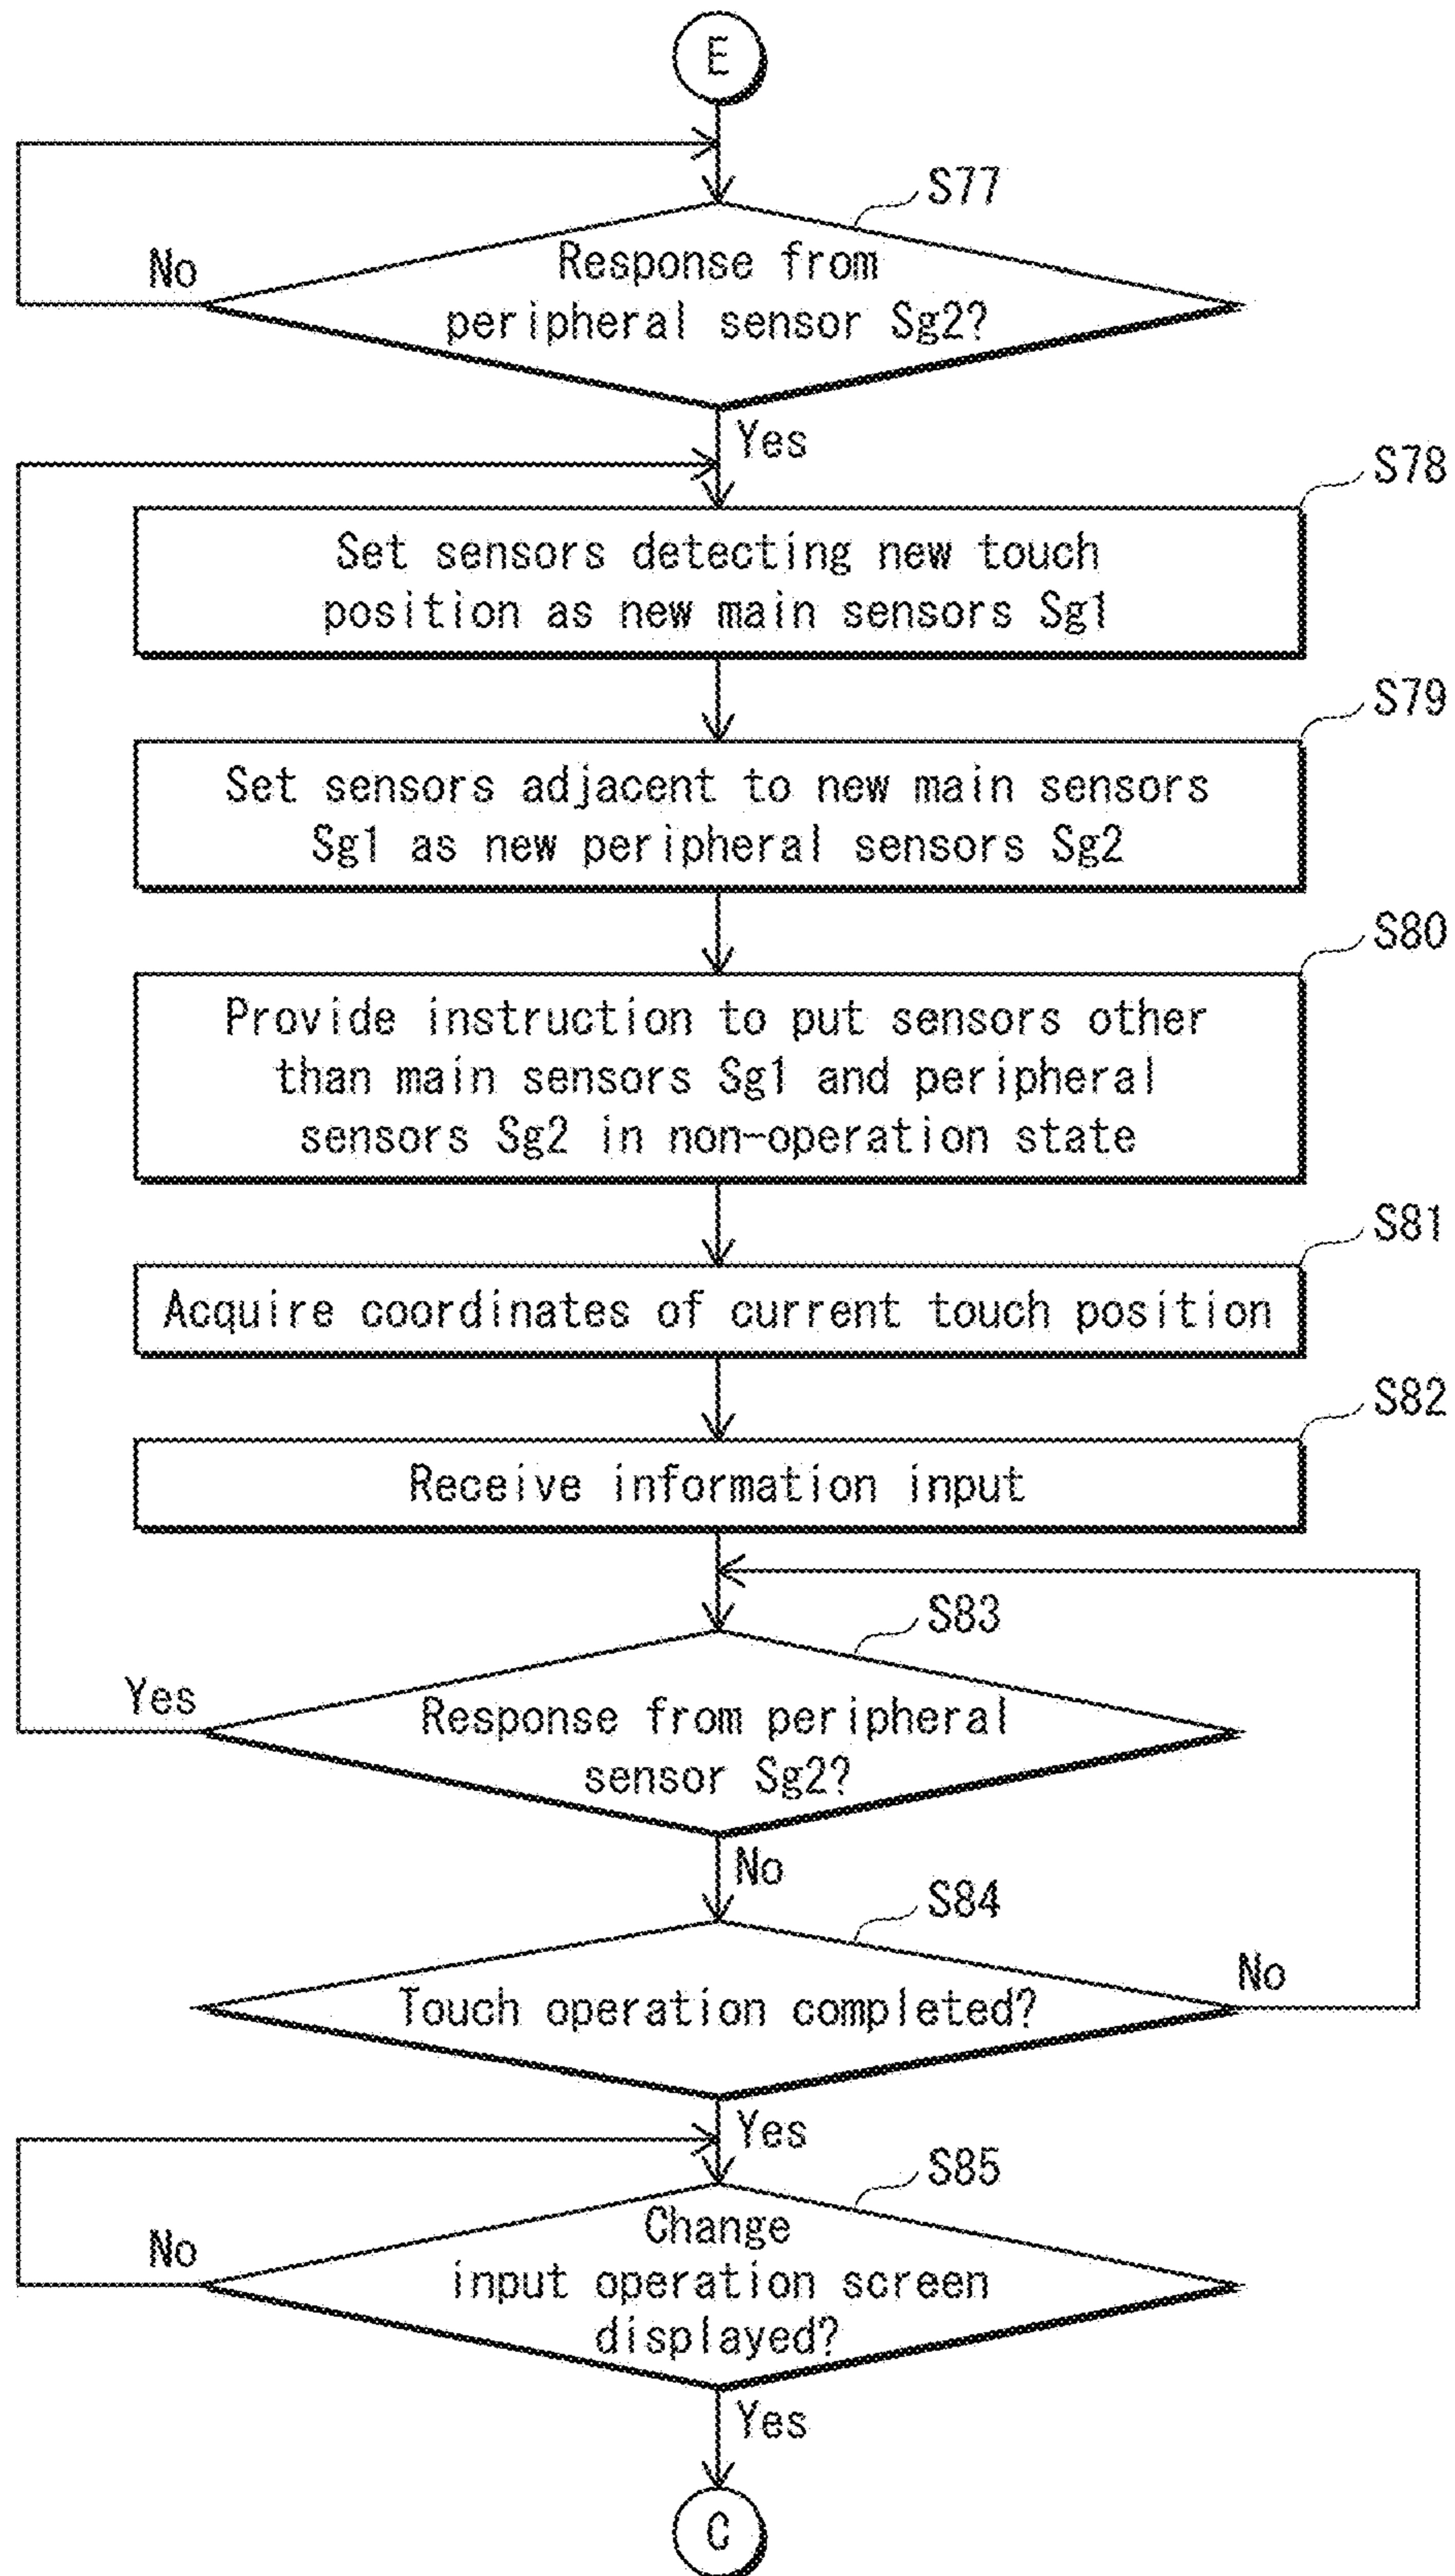 E
S77
No
Response from
peripheral sensor Sg2?
Yes
S78
Set sensors detecting new touch
position as new main sensors Sg1
S79
Set sensors adjacent to new main sensors
Sg1 as new peripheral sensors Sg2
S80
Provide instruction to put sensors other
than main sensors Sg1 and peripheral
sensors Sg2 in non-operation state
S81
Acquire coordinates of current touch position
S82
Receive information input
S83
Yes
Response from peripheral
sensor Sg2?
No
S84
Touch operation completed?
No
Yes
S85
No
Change
input operation screen
displayed?
Yes
C